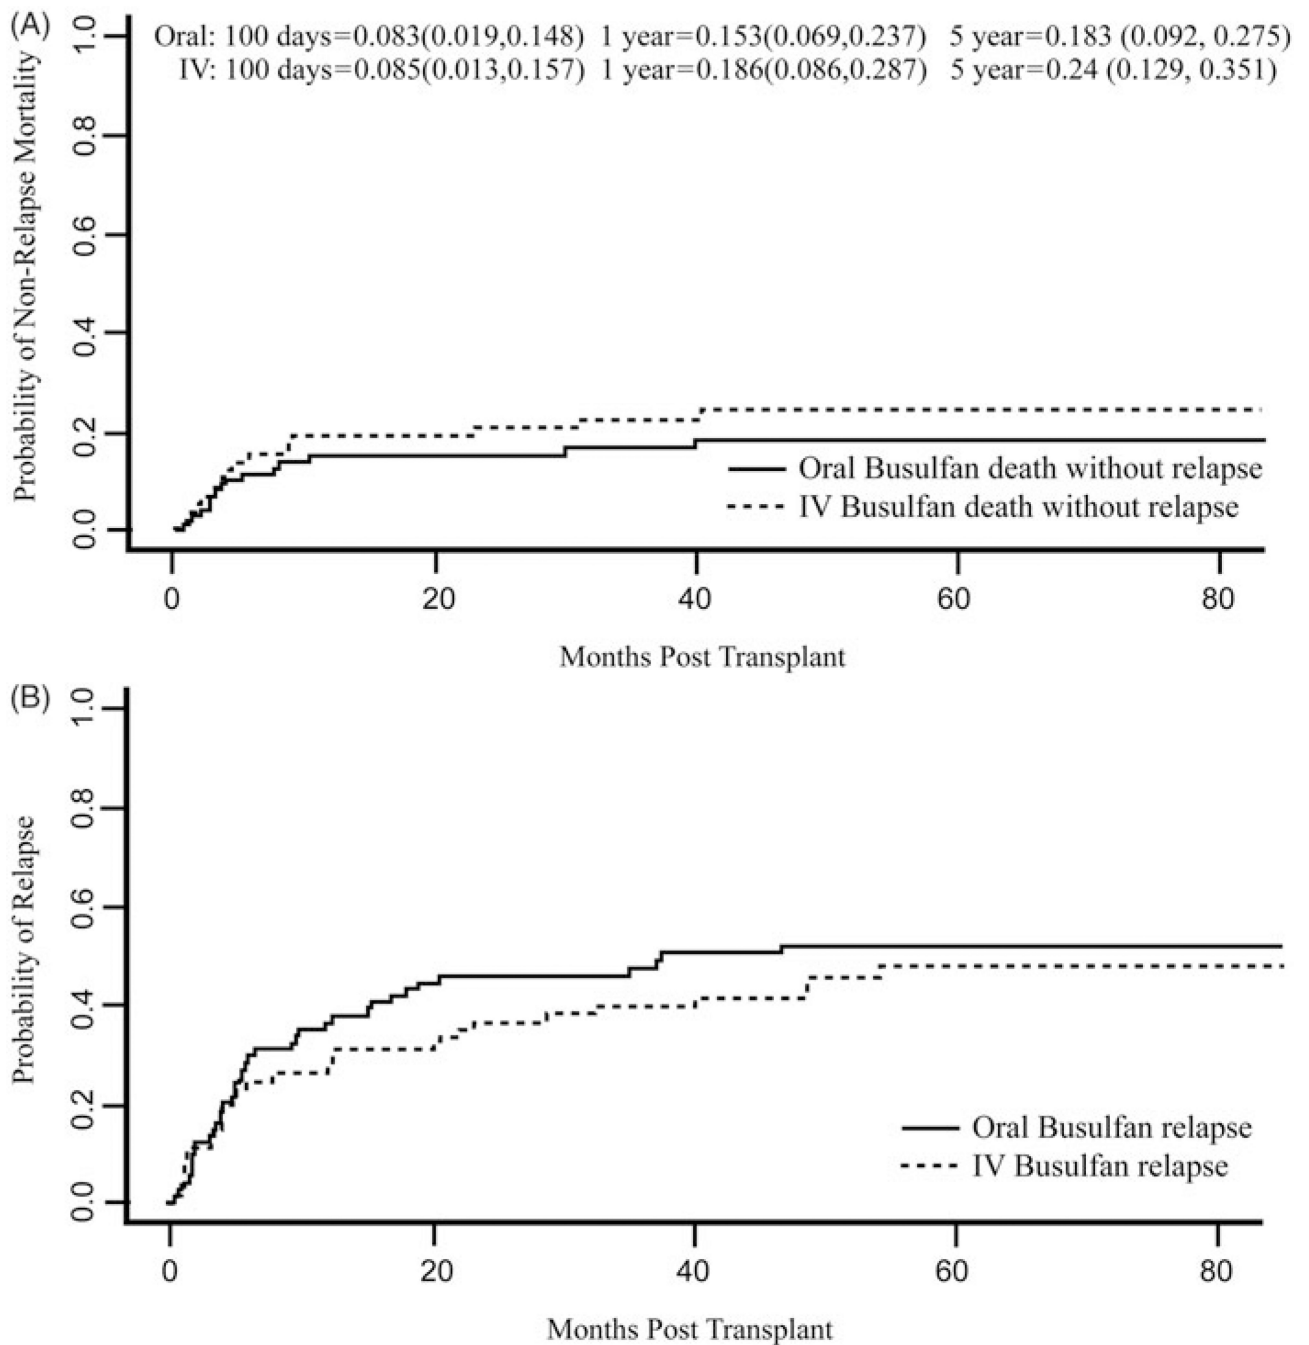 (A)
Oral: 100 days=0.083(0.019,0.148) 1 year=0.153(0.069,0.237) 5 year=0.183 (0.092, 0.275)
IV: 100 days=0.085(0.013,0.157) 1 year=0.186(0.086,0.287) 5 year=0.24 (0.129, 0.351)
Probability of Non-Relapse Mortality
1.0
0.8
0.6
0.4
0.2
0.0
Oral Busulfan death without relapse
IV Busulfan death without relapse
0 20 40 60 80
Months Post Transplant
(B)
Probability of Relapse
1.0
0.8
0.6
0.4
0.2
0.0
Oral Busulfan relapse
IV Busulfan relapse
0 20 40 60 80
Months Post Transplant